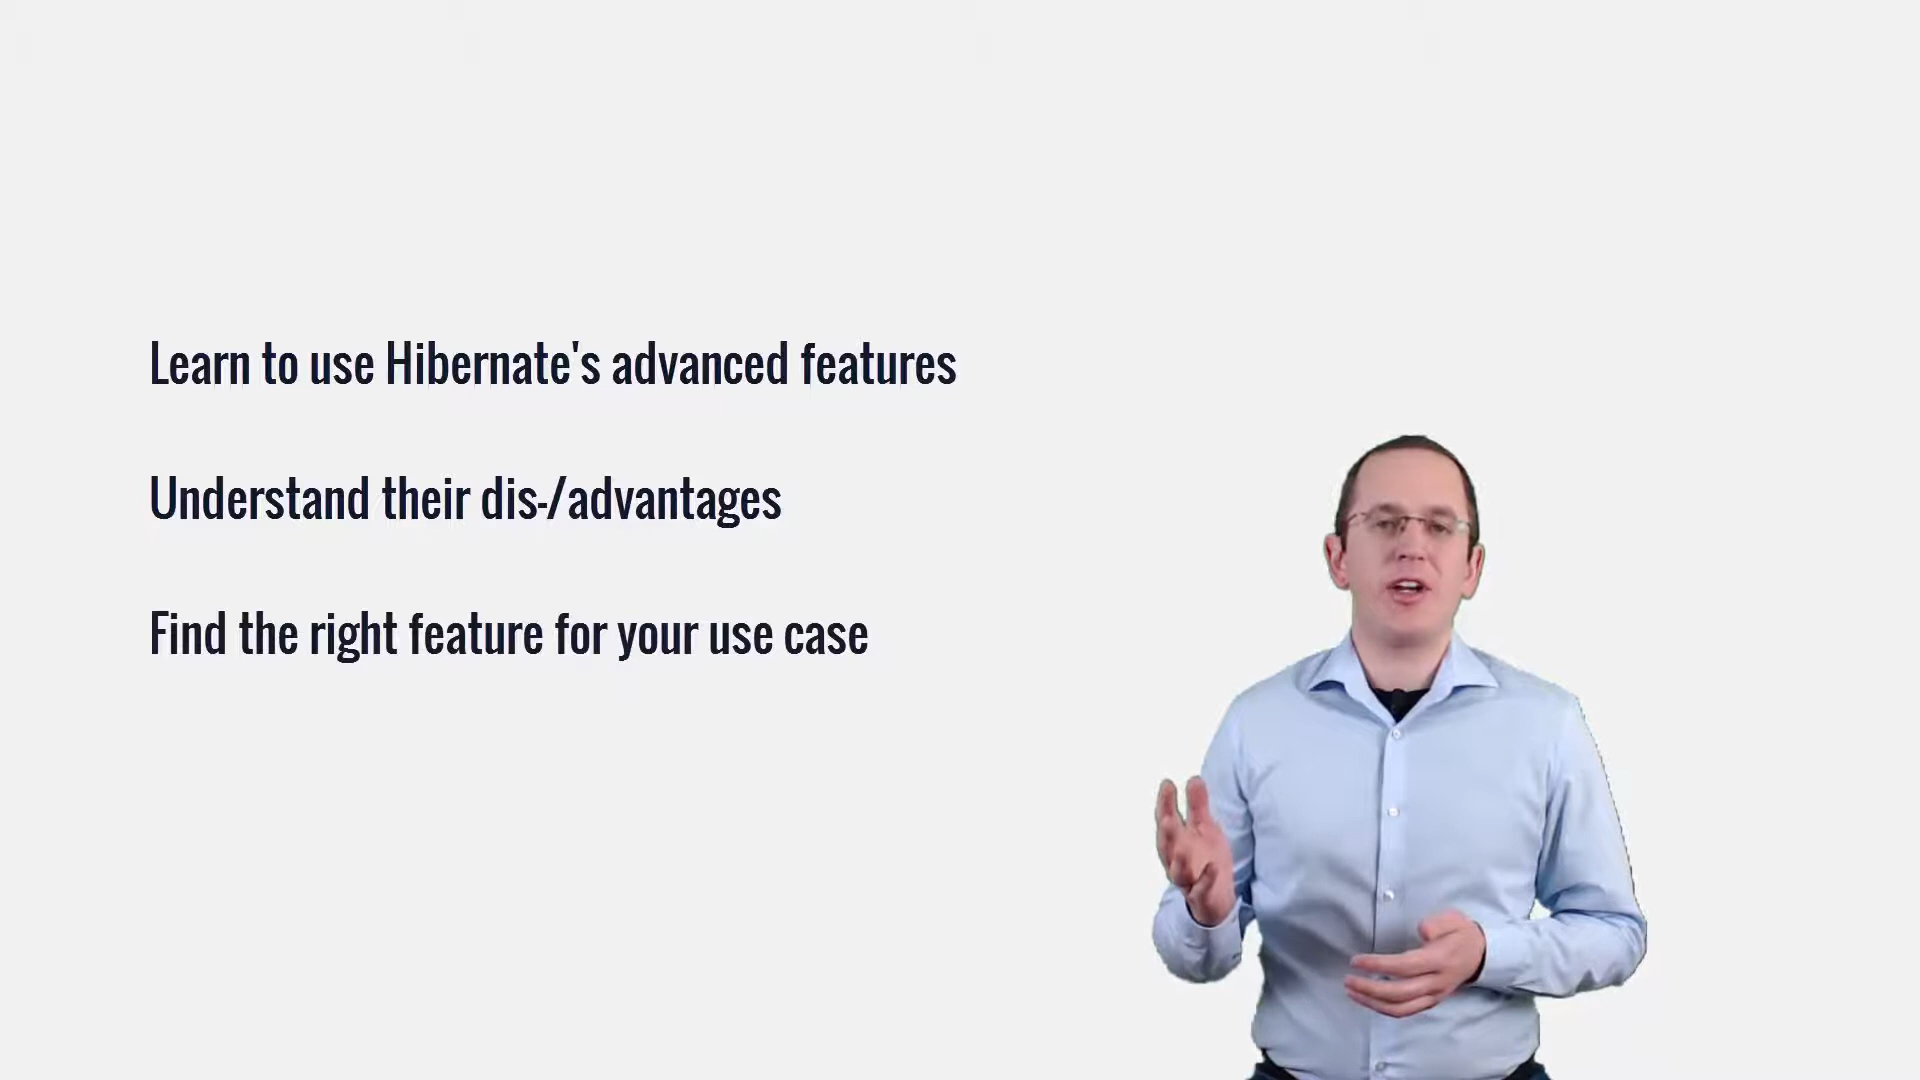 Learn to use Hibernate's advanced features
Understand their dis-/advantages
Find the right feature for your use case